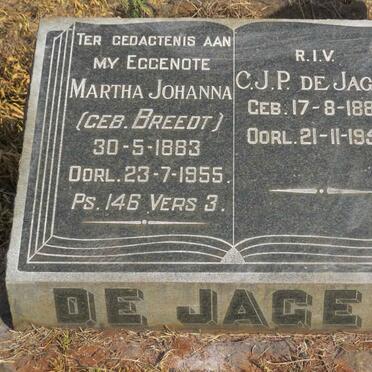 TER GEDACTENIS AAN
MY EGGENOTE
MARTHA JOHANNA
(GEB. BREEDT)
30-5-1883
OORL. 23-7-1955.
PS. 146 VERS 3.
R.I.V.
C.J.P. DE JAG
GEB. 17-8-188
OORL. 21-11-19
DE JAGE